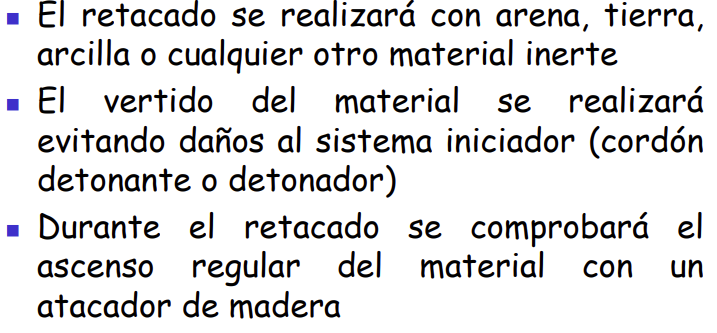 El retacado se realizará con arena, tierra,
arcilla o cualquier otro material inerte
El vertido del material se realizará
evitando daños al sistema iniciador (cordón
detonante o detonador)
Durante el retacado se comprobará el
ascenso regular del material con un
atacador de madera